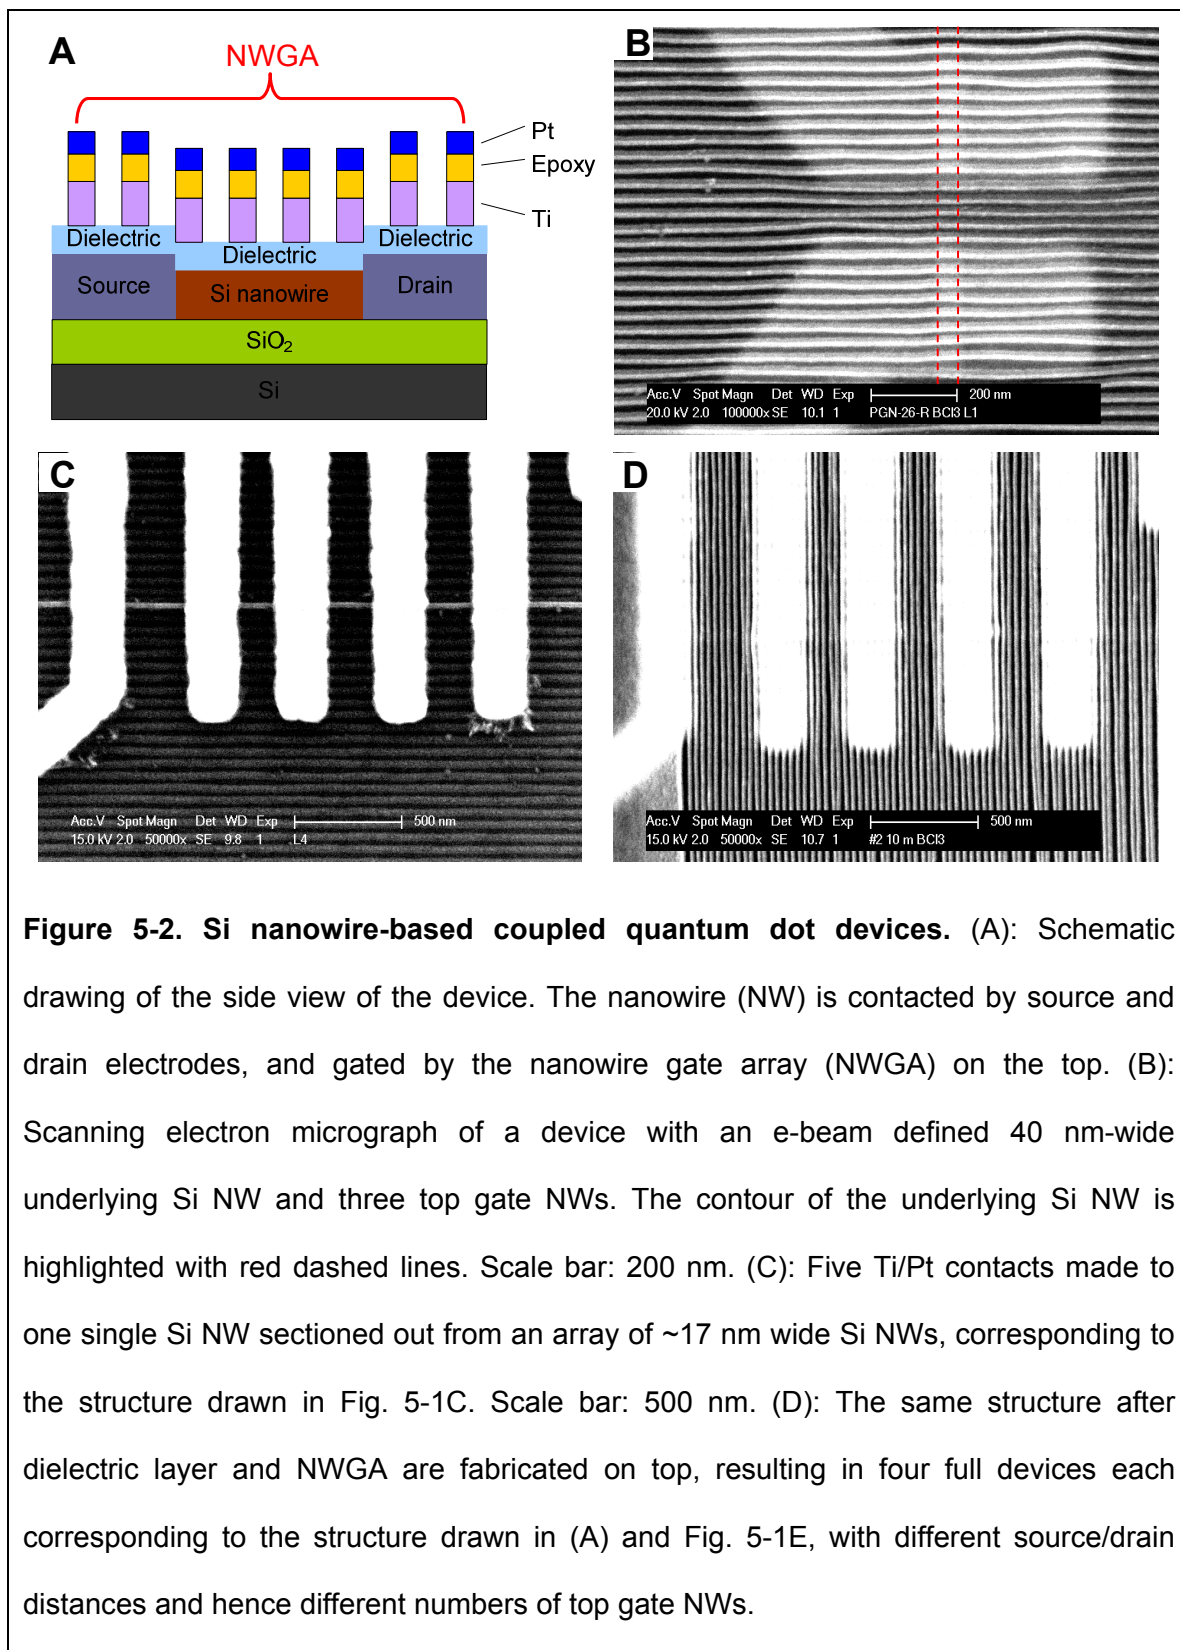 A
NWGA
Pt
Epoxy
Ti
Dielectric
Dielectric
Dielectric
Source
Si nanowire
Drain
SiO2
Si
B
Acc.V Spot Magn Det WD Exp 200 nm
20.0 kV 2.0 100000x SE 10.1 1 PGN-26-R BCl3 L1
C
Acc.V Spot Magn Det WD Exp 500 nm
15.0 kV 2.0 50000x SE 9.8 1 L4
D
Acc.V Spot Magn Det WD Exp 500 nm
15.0 kV 2.0 50000x SE 10.7 1 #2 10 m BCl3
Figure 5-2. Si nanowire-based coupled quantum dot devices. (A): Schematic
drawing of the side view of the device. The nanowire (NW) is contacted by source and
drain electrodes, and gated by the nanowire gate array (NWGA) on the top. (B):
Scanning electron micrograph of a device with an e-beam defined 40 nm-wide
underlying Si NW and three top gate NWs. The contour of the underlying Si NW is
highlighted with red dashed lines. Scale bar: 200 nm. (C): Five Ti/Pt contacts made to
one single Si NW sectioned out from an array of ~17 nm wide Si NWs, corresponding to
the structure drawn in Fig. 5-1C. Scale bar: 500 nm. (D): The same structure after
dielectric layer and NWGA are fabricated on top, resulting in four full devices each
corresponding to the structure drawn in (A) and Fig. 5-1E, with different source/drain
distances and hence different numbers of top gate NWs.